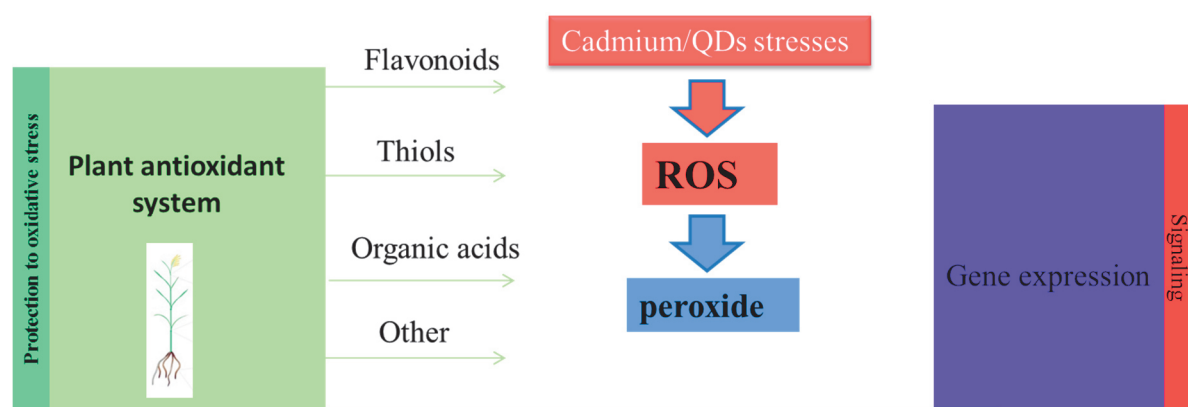 Protection to oxidative stress
Plant antioxidant
system
Flavonoids
Thiols
Organic acids
Other
Cadmium/QDs stresses
ROS
peroxide
Gene expression
Signaling